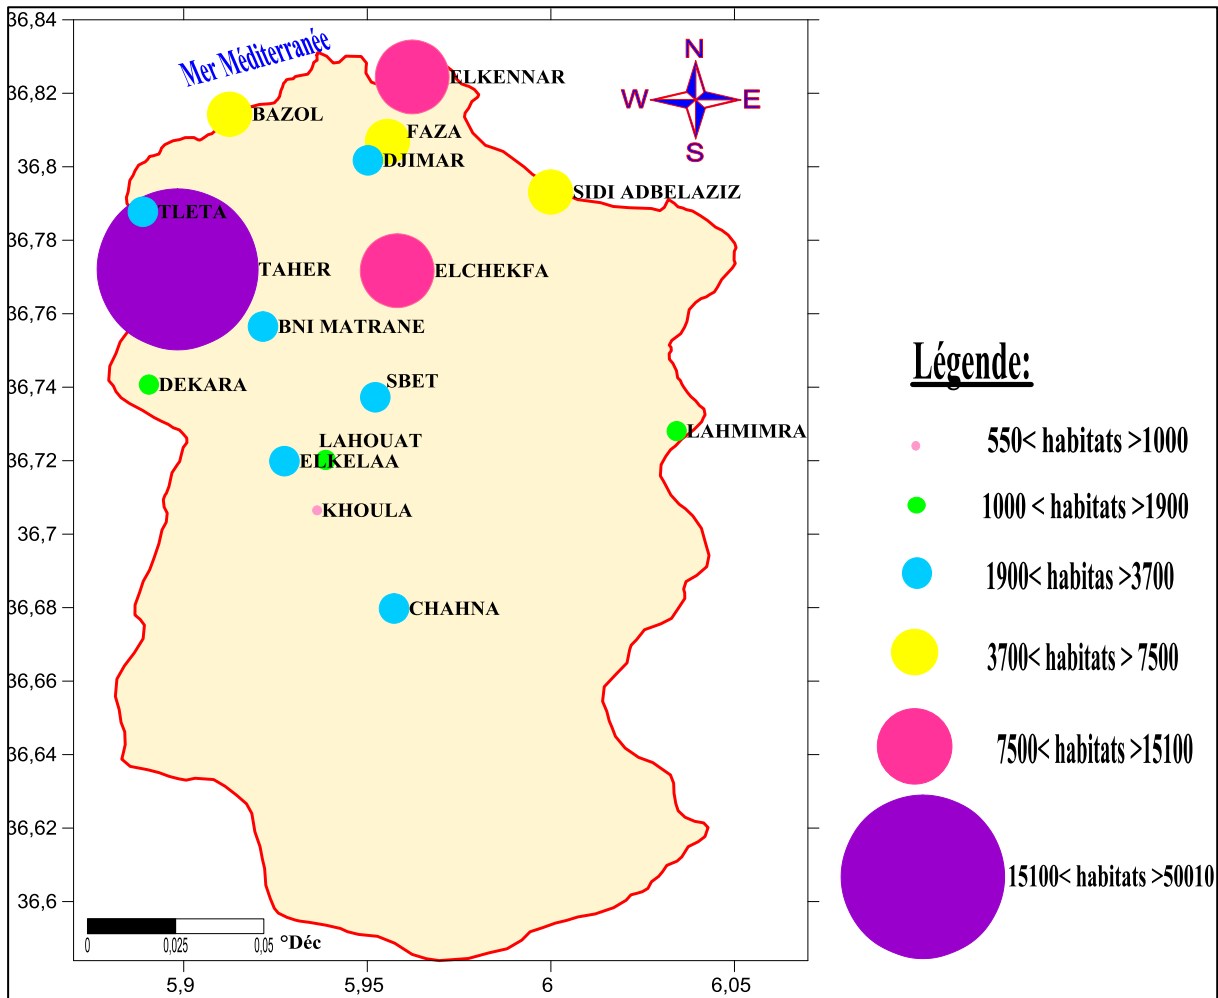 36,84
36,82
36,8
36,78
36,76
36,74
36,72
36,7
36,68
36,66
36,64
36,62
36,6
Mer Méditerranée
ELKENNAR
BAZOL
FAZA
DJIMAR
SIDI ADBELAZIZ
TLETA
TAHER
ELCHEKFA
BNI MATRANE
DEKARA
SBET
LAHMIMRA
LAHOUAT
ELKELAA
KHOULA
CHAHNA
N
W
E
S
0
0,025
0,05
°Déc
5,9
5,95
6
6,05
Légende:
550< habitats >1000
1000 < habitats >1900
1900< habitas >3700
3700< habitats > 7500
7500< habitats >15100
15100< habitats >50010